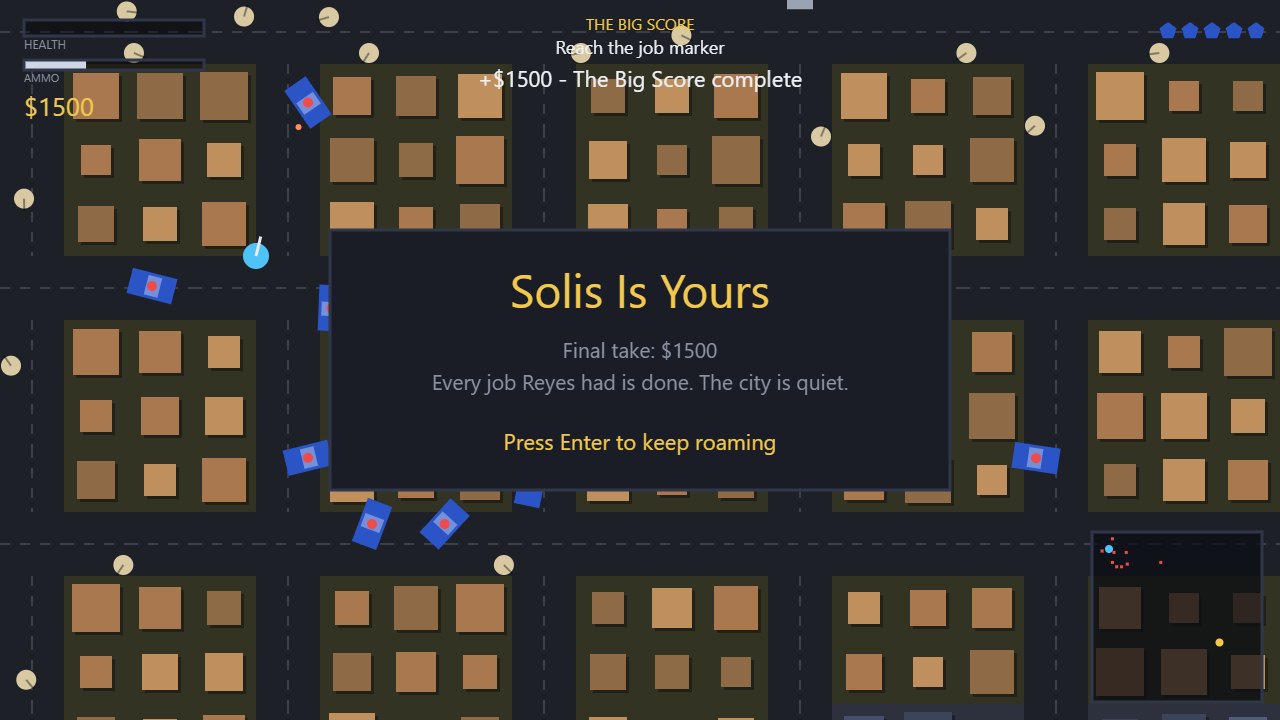 THE BIG SCORE
Reach the job marker
HEALTH
+$1500 - The Big Score complete
AMMO
$1500
Solis Is Yours
Final take: $1500
Every job Reyes had is done. The city is quiet.
Press Enter to keep roaming